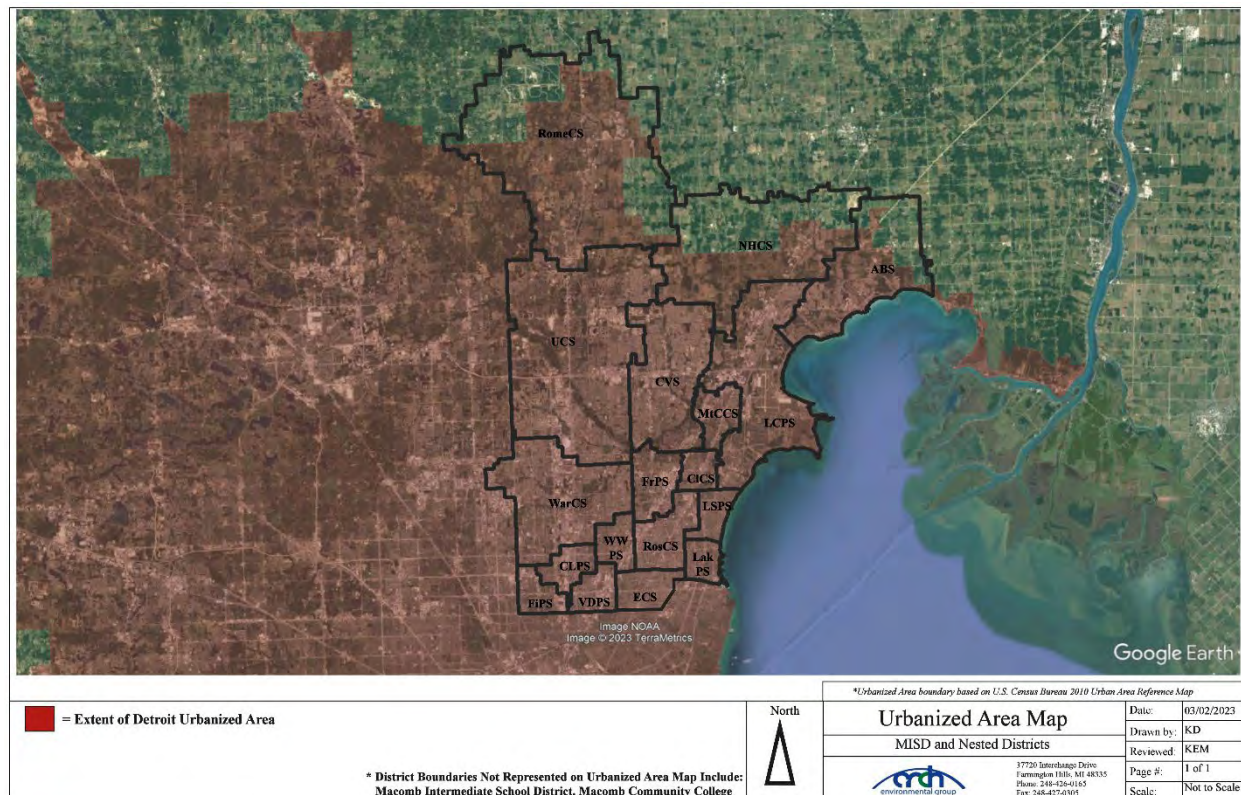 RomeCS
NHCS
ABS
UCS
CVS
MtCCS
LCPS
WarCS
FrPS
ClCS
LSPS
WW
PS
RosCS
Lak
PS
CLPS
FiPS
VDPS
ECS
Image NOAA
Image © 2023 TerraMetrics
Google Earth
*Urbanized Area boundary based on U.S. Census Bureau 2010 Urban Area Reference Map
= Extent of Detroit Urbanized Area
* District Boundaries Not Represented on Urbanized Area Map Include:
Macomb Intermediate School District, Macomb Community College
North
Urbanized Area Map
MISD and Nested Districts
environmental group
37720 Interchange Drive
Farmington Hills, MI 48335
Phone: 248-426-0165
Fax: 248-427-0305
Date: 03/02/2023
Drawn by: KD
Reviewed: KEM
Page #: 1 of 1
Scale: Not to Scale